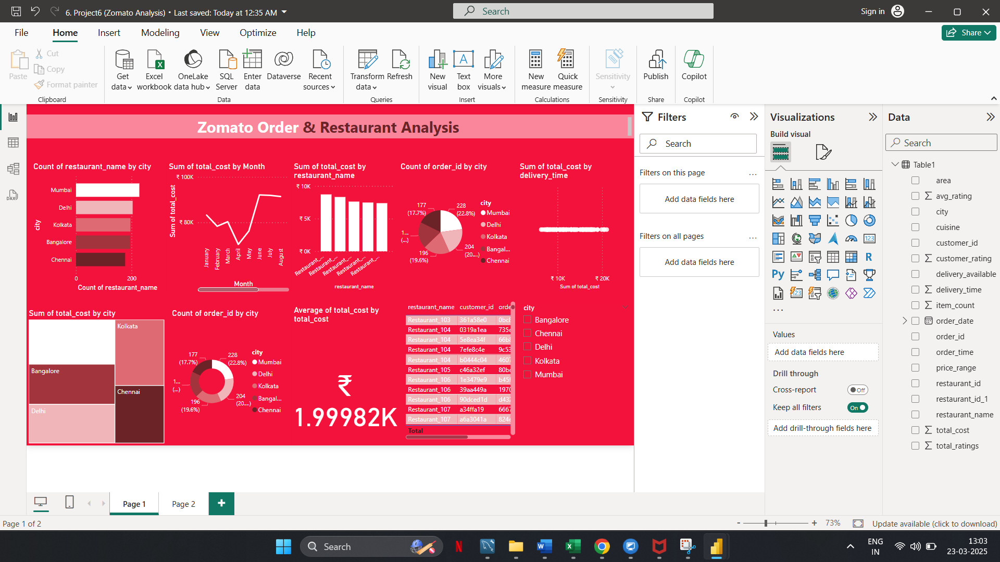 6. Project6 (Zomato Analysis) • Last saved: Today at 12:35 AM
Search
Sign in
File Home Insert Modeling View Optimize Help
Share
Paste
Cut
Copy
Format painter
Clipboard
Get data
Excel workbook
OneLake data hub
SQL Server
Enter data
Dataverse
Recent sources
Data
Transform data
Refresh
Queries
New visual
Text box
More visuals
Insert
New measure
Quick measure
Calculations
Sensitivity
Sensitivity
Publish
Share
Copilot
Copilot
Zomato Order & Restaurant Analysis
Count of restaurant_name by city
city
Mumbai
Delhi
Kolkata
Bangalore
Chennai
0 200
Count of restaurant_name
Sum of total_cost by Month
Sum of total_cost
₹ 100K
₹ 80K
January
February
March
April
May
June
July
August
Month
Sum of total_cost by
restaurant_name
₹ 10K
₹ 5K
₹ 0K
Restaurant_...
Restaurant_...
Restaurant_...
Restaurant_...
Restaurant_...
restaurant_name
Count of order_id by city
177
(17.7%)
228
(22.8%)
1...
(...)
196
(19.6%)
204
(20....)
city
Mumbai
Delhi
Kolkata
Bangal...
Chennai
Sum of total_cost by
delivery_time
₹ 10K ₹ 20K
Sum of total_cost
Sum of total_cost by city
Kolkata
Bangalore
Chennai
Delhi
Count of order_id by city
177
(17.7%)
228
(22.8%)
1...
(...)
196
(19.6%)
204
(20....)
city
Mumbai
Delhi
Kolkata
Bangal...
Chennai
Average of total_cost by
total_cost
₹
1.99982K
restaurant_name customer_id orde
Restaurant_103 361a58e0 0bc8
Restaurant_104 0319a1ea 735e
Restaurant_104 5e8ea34f 66b8
Restaurant_104 7efe8c4e 9c53
Restaurant_104 b0444c04 4607
Restaurant_105 c46a32ef 80be
Restaurant_106 1e3479e9 b45f
Restaurant_106 39aa449a 1970
Restaurant_106 90dced1d d432
Restaurant_107 a34ffa19 6667
Restaurant_107 a6a3041a 824e
Total
city
Bangalore
Chennai
Delhi
Kolkata
Mumbai
Filters
Search
Filters on this page ...
Add data fields here
Filters on all pages ...
Add data fields here
Visualizations
Build visual
123
R
Py
123
...
Values
Add data fields here
Drill through
Cross-report Off
Keep all filters On
Add drill-through fields here
Data
Search
Table1
area
avg_rating
city
cuisine
customer_id
customer_rating
delivery_available
delivery_time
item_count
order_date
order_id
order_time
price_range
restaurant_id
restaurant_id_1
restaurant_name
total_cost
total_ratings
DAX
Page 1 Page 2 +
Page 1 of 2
- + 73%
Update available (click to download)
Search
N
ENG
IN
13:03
23-03-2025